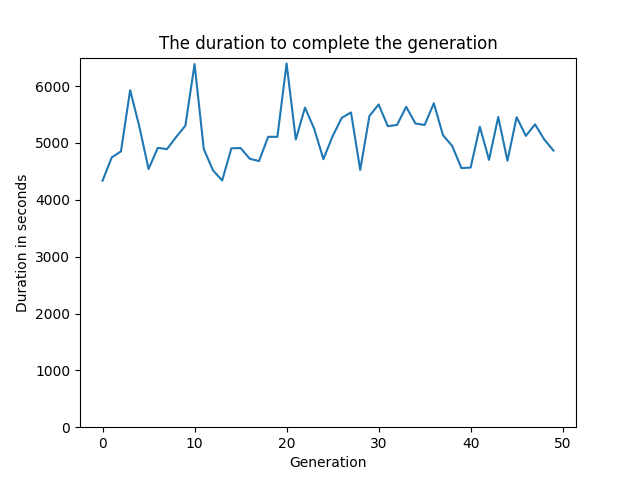 The duration to complete the generation
6000
5000
4000
3000
2000
1000
0
Duration in seconds
0 10 20 30 40 50
Generation